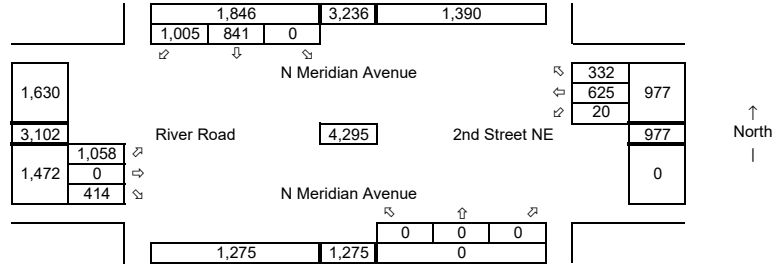 1,846 3,236 1,390
1,005 841 0
N Meridian Avenue
1,630
332
625 977
20
↑
3,102 River Road 4,295 2nd Street NE 977 North
|
1,472
1,058
0
414
0
N Meridian Avenue
0 0 0
1,275 1,275 0